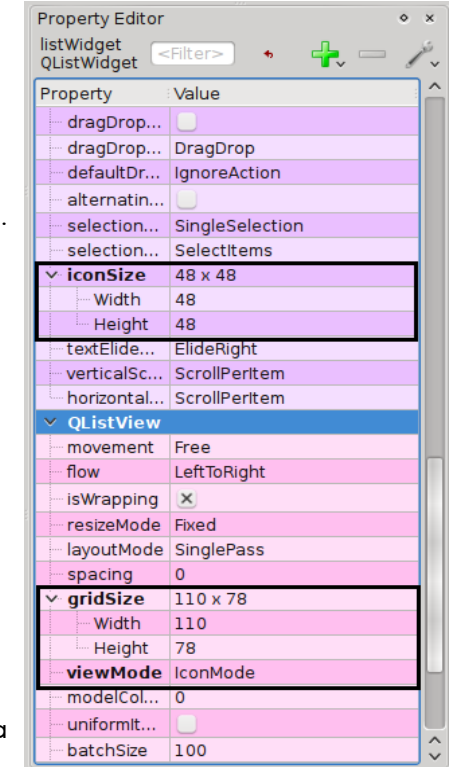 Property Editor
listWidget
QListWidget
<Filter>
Property Value
dragDrop...
dragDrop... DragDrop
defaultDr... IgnoreAction
alternatin...
.
selection... SingleSelection
selection... SelectItems
iconSize 48 x 48
Width 48
Height 48
textElide... ElideRight
verticalSc... ScrollPerItem
horizontal... ScrollPerItem
QListView
movement Free
flow LeftToRight
isWrapping
resizeMode Fixed
layoutMode SinglePass
spacing 0
gridSize 110 x 78
Width 110
Height 78
viewMode IconMode
modelCol... 0
uniformIt...
a
batchSize 100